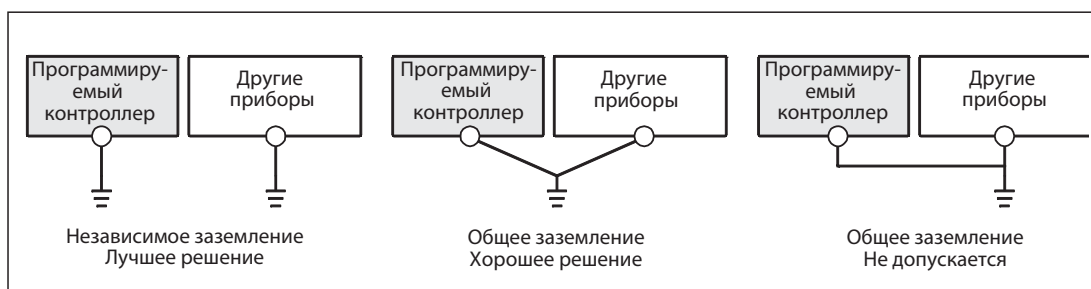 Программиру-
емый
контроллер
Другие
приборы
Независимое заземление
Лучшее решение
Программиру-
емый
контроллер
Другие
приборы
Общее заземление
Хорошее решение
Программиру-
емый
контроллер
Другие
приборы
Общее заземление
Не допускается